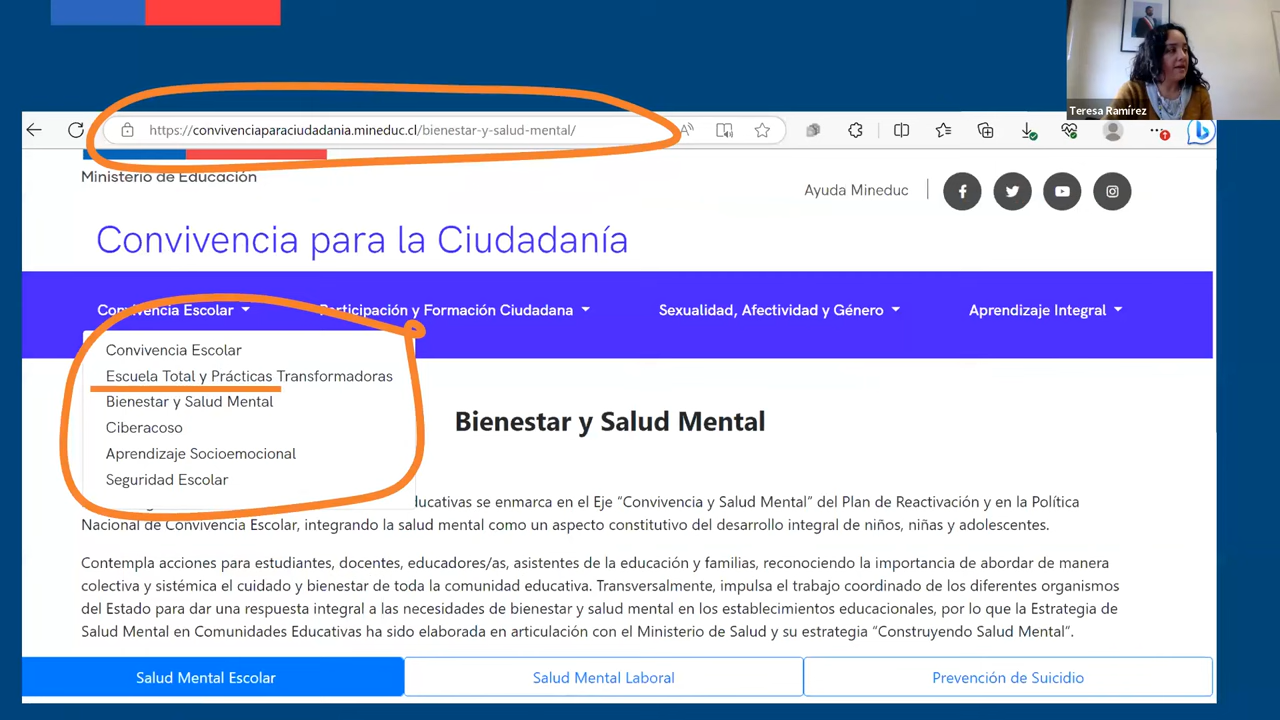 Teresa Ramírez
https://convivenciaparaciudadania.mineduc.cl/bienestar-y-salud-mental/
Ministerio de Educación
Ayuda Mineduc
Convivencia para la Ciudadanía
Convivencia Escolar
Participación y Formación Ciudadana
Sexualidad, Afectividad y Género
Aprendizaje Integral
Convivencia Escolar
Escuela Total y Prácticas Transformadoras
Bienestar y Salud Mental
Ciberacoso
Aprendizaje Socioemocional
Seguridad Escolar
Bienestar y Salud Mental
ducativas se enmarca en el Eje “Convivencia y Salud Mental” del Plan de Reactivación y en la Política
Nacional de Convivencia Escolar, integrando la salud mental como un aspecto constitutivo del desarrollo integral de niños, niñas y adolescentes.
Contempla acciones para estudiantes, docentes, educadores/as, asistentes de la educación y familias, reconociendo la importancia de abordar de manera
colectiva y sistémica el cuidado y bienestar de toda la comunidad educativa. Transversalmente, impulsa el trabajo coordinado de los diferentes organismos
del Estado para dar una respuesta integral a las necesidades de bienestar y salud mental en los establecimientos educacionales, por lo que la Estrategia de
Salud Mental en Comunidades Educativas ha sido elaborada en articulación con el Ministerio de Salud y su estrategia “Construyendo Salud Mental”.
Salud Mental Escolar
Salud Mental Laboral
Prevención de Suicidio